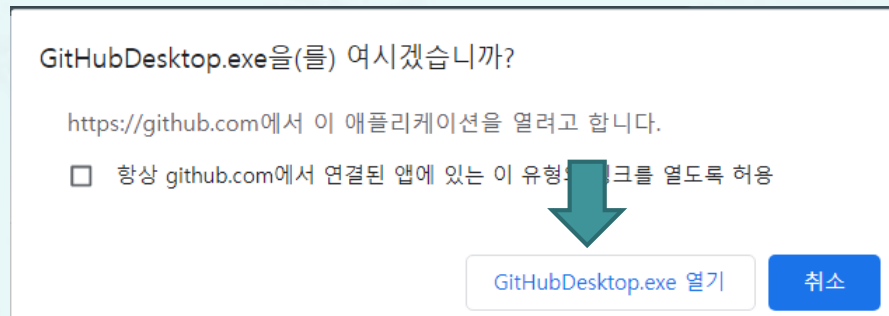 GitHubDesktop.exe을(를) 여시겠습니까?
https://github.com에서 이 애플리케이션을 열려고 합니다.
항상 github.com에서 연결된 앱에 있는 이 열도록 허용
GitHubDesktop.exe 열기
취소